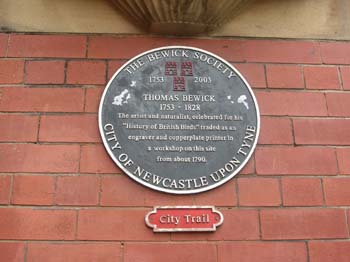 THE BEWICK SOCIETY
1753 2003
THOMAS BEWICK
1753 - 1828
The artist and naturalist, celebrated for his
"History of British Birds" traded as an
engraver and copperplate printer in
a workshop on this site
from about 1790.
CITY OF NEWCASTLE UPON TYNE
City Trail